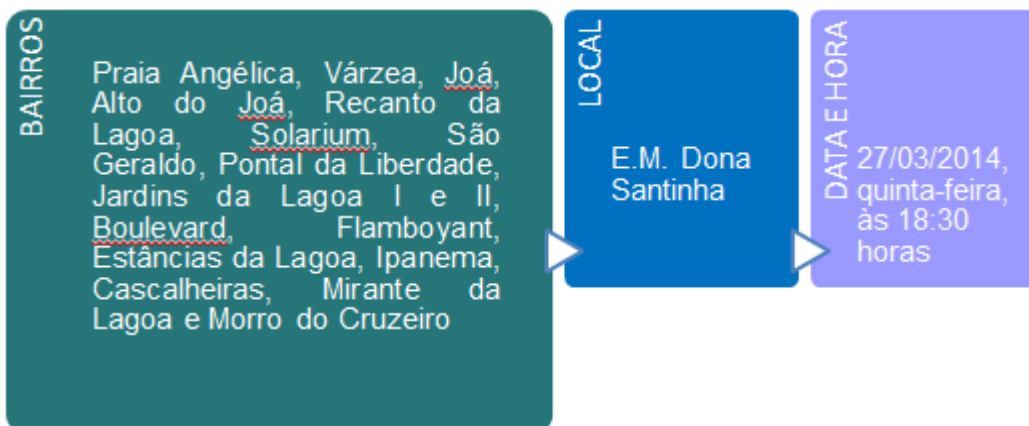 BAIRROS
Praia Angélica, Várzea, Joá,
Alto do Joá, Recanto da
Lagoa, Solarium, São
Geraldo, Pontal da Liberdade,
Jardins da Lagoa I e II,
Boulevard, Flamboyant,
Estâncias da Lagoa, Ipanema,
Cascalheiras, Mirante da
Lagoa e Morro do Cruzeiro
LOCAL
E.M. Dona
Santinha
DATA E HORA
27/03/2014,
quinta-feira,
às 18:30
horas